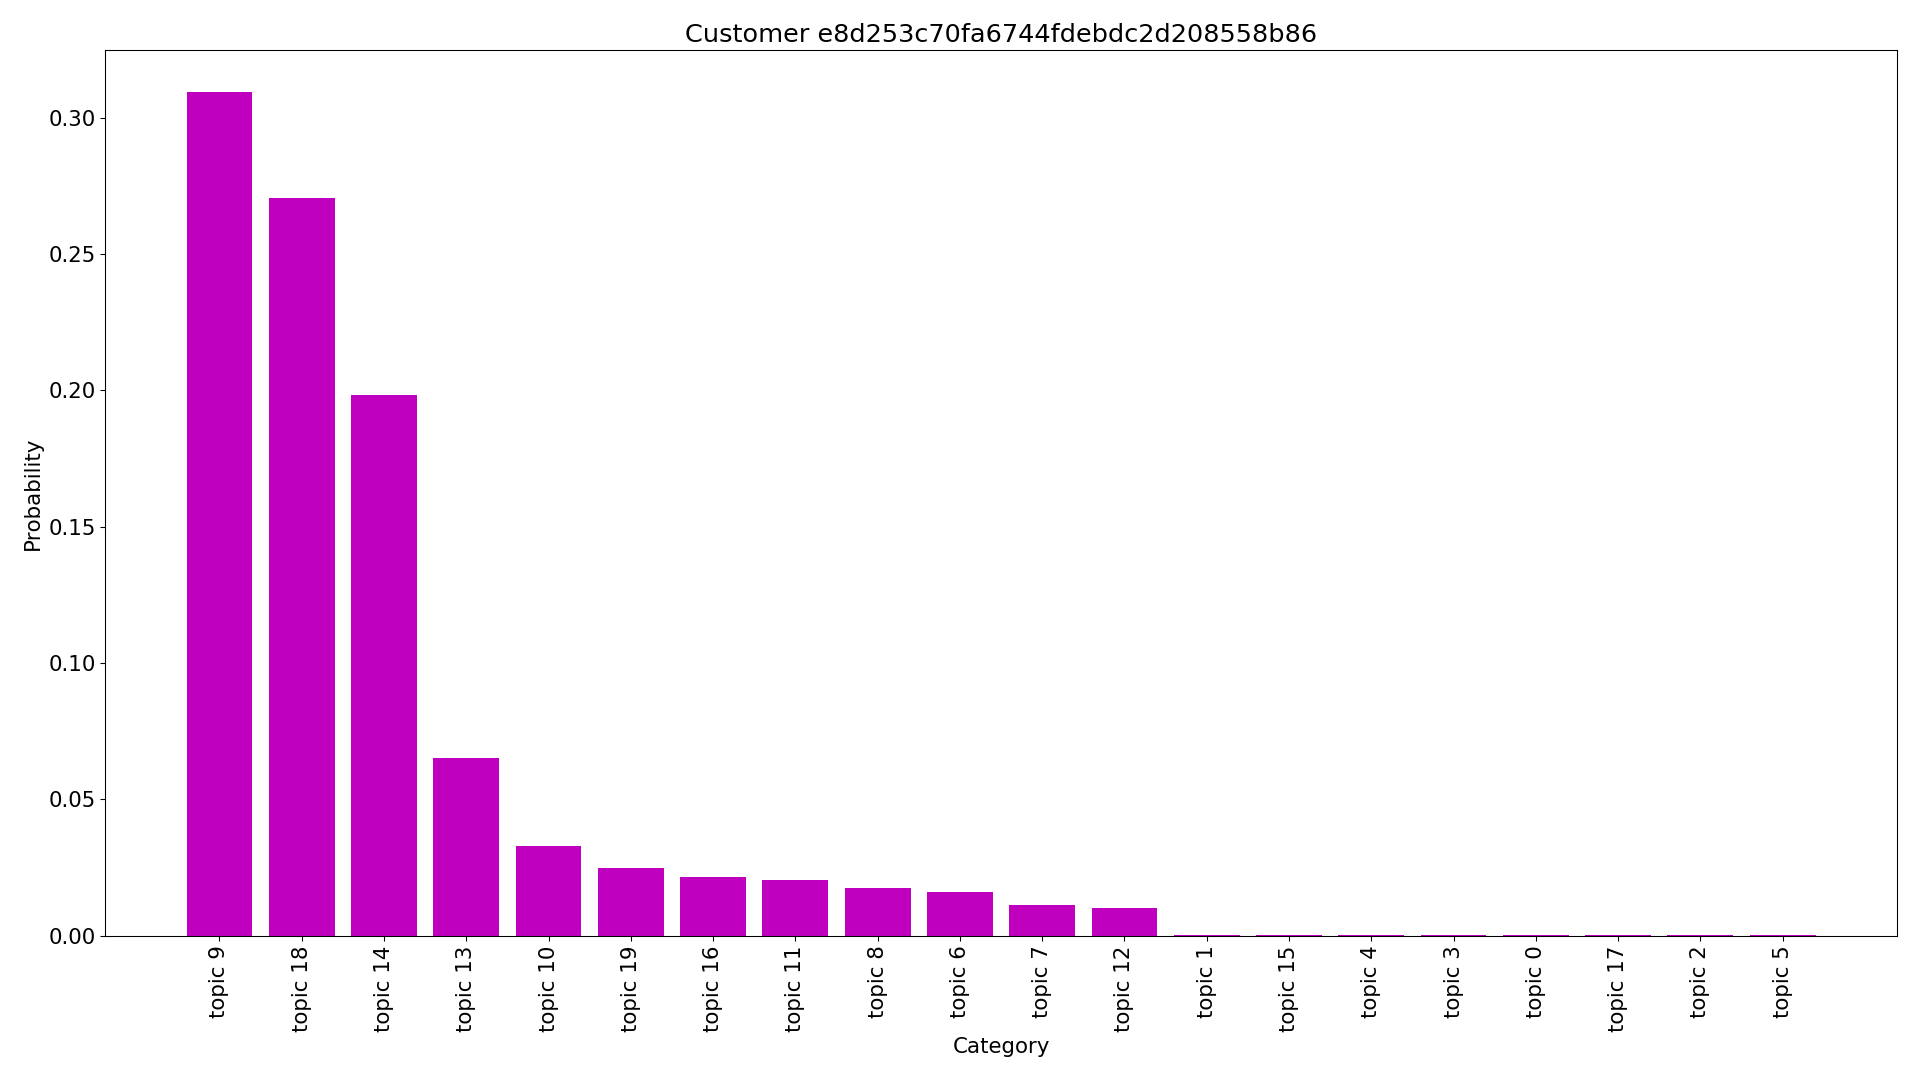 Customer e8d253c70fa6744fdebdc2d208558b86
0.30
0.25
0.20
0.15
0.10
0.05
0.00
Probability
topic 9
topic 18
topic 14
topic 13
topic 10
topic 19
topic 16
topic 11
topic 8
topic 6
topic 7
topic 12
topic 1
topic 15
topic 4
topic 3
topic 0
topic 17
topic 2
topic 5
Category